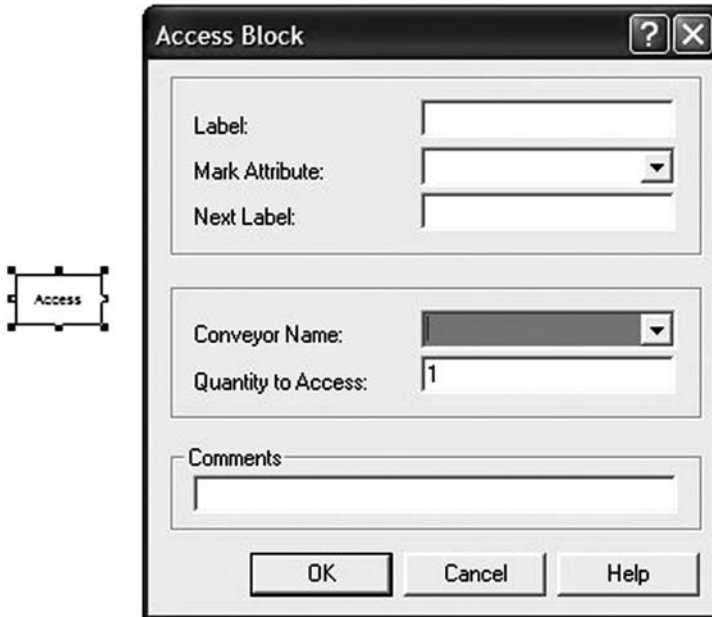 Access Block
Label:
Mark Attribute:
Next Label:
Access
Conveyor Name:
Quantity to Access: 1
Comments
OK Cancel Help